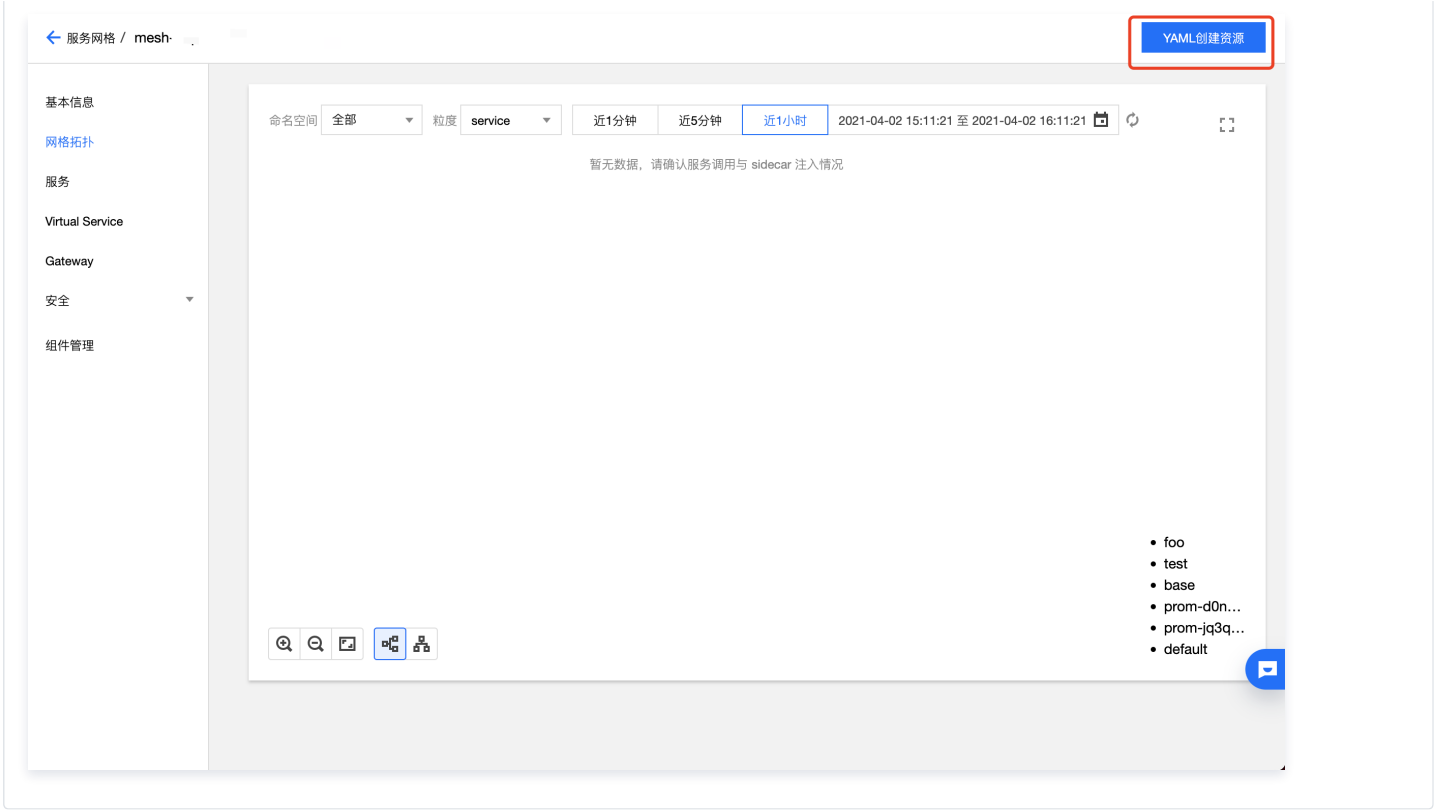 服务网格 / mesh-
YAML创建资源
基本信息
网格拓扑
服务
Virtual Service
Gateway
安全
组件管理
命名空间 全部 粒度 service 近1分钟 近5分钟 近1小时 2021-04-02 15:11:21 至 2021-04-02 16:11:21
暂无数据，请确认服务调用与 sidecar 注入情况
• foo
• test
• base
• prom-d0n…
• prom-jq3q…
• default